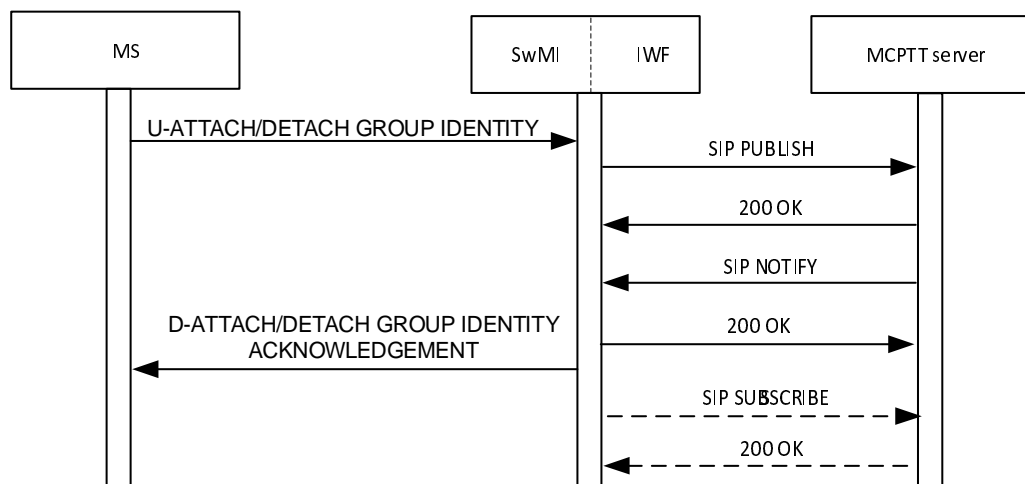 MS
SwMI
IWF
MCPTT server
U-ATTACH/DETACH GROUP IDENTITY
SIP PUBLISH
200 OK
SIP NOTIFY
D-ATTACH/DETACH GROUP IDENTITY
ACKNOWLEDGEMENT
200 OK
SIP SUBSCRIBE
200 OK